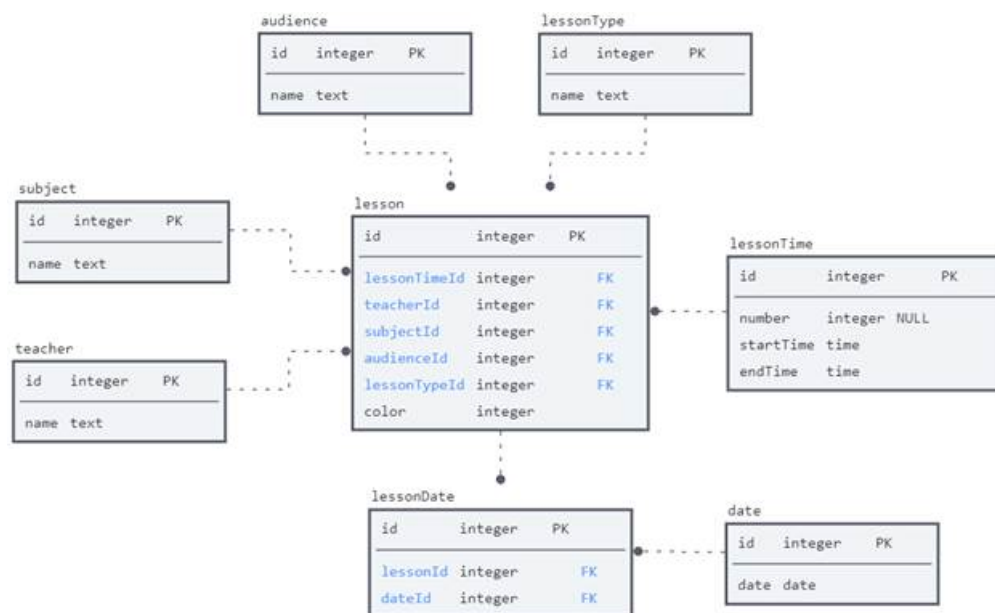 audience
id integer PK
name text
lessonType
id integer PK
name text
subject
id integer PK
name text
lesson
id integer PK
lessonTimeId integer FK
teacherId integer FK
subjectId integer FK
audienceId integer FK
lessonTypeId integer FK
color integer
lessonTime
id integer PK
number integer NULL
startTime time
endTime time
teacher
id integer PK
name text
lessonDate
id integer PK
lessonId integer FK
dateId integer FK
date
id integer PK
date date